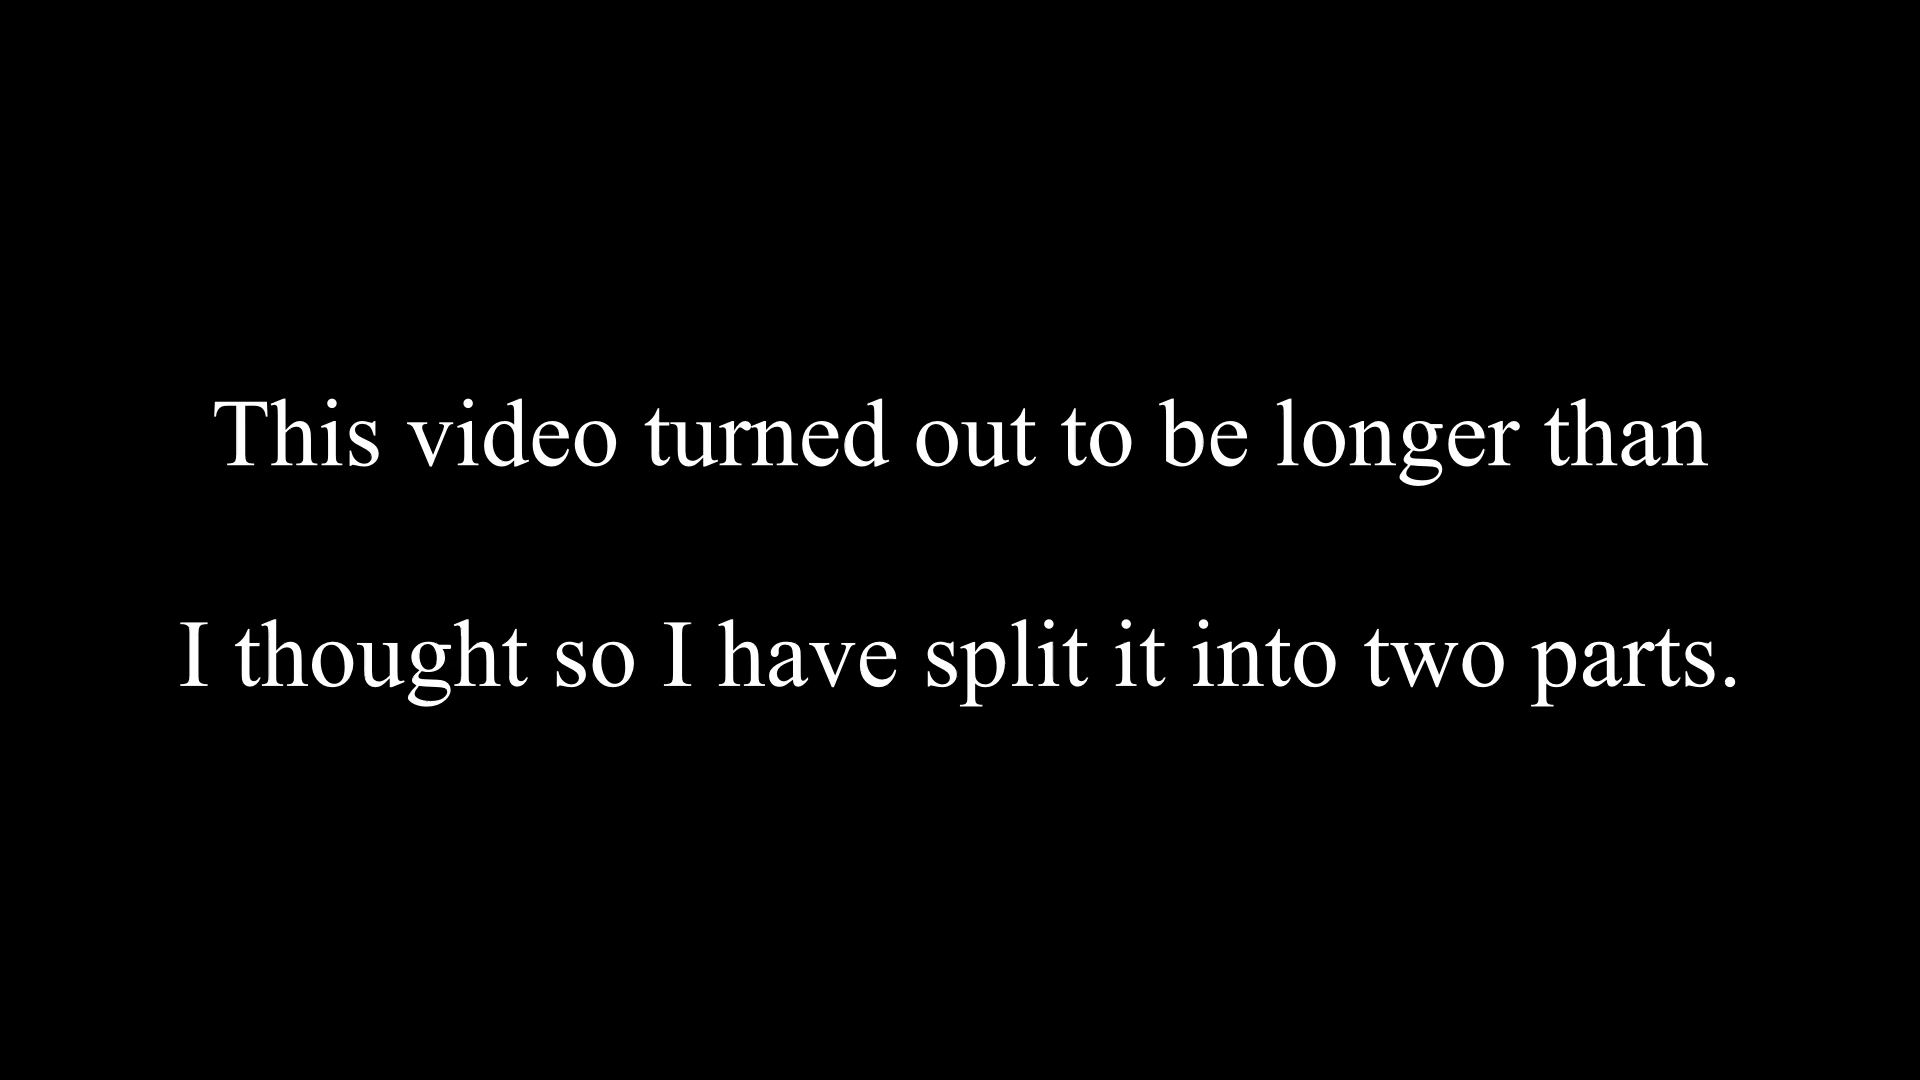 This video turned out to be longer than
I thought so I have split it into two parts.